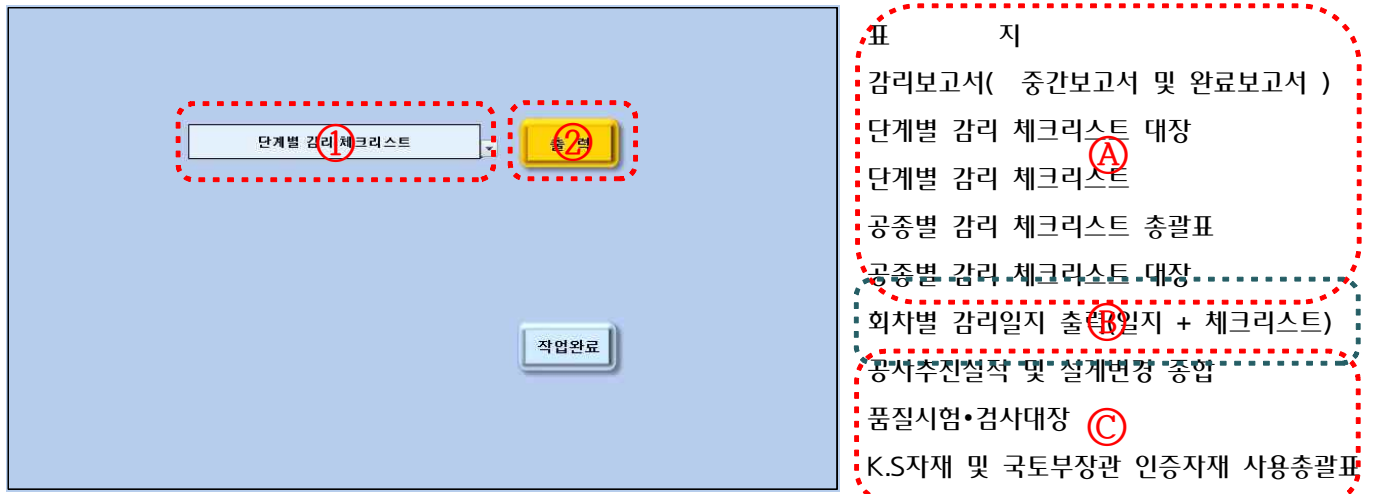 단계별 감리 체크리스트
①
출 력
②
작업완료
표 지
감리보고서( 중간보고서 및 완료보고서 )
단계별 감리 체크리스트 대장
Ⓐ
단계별 감리 체크리스트
공종별 감리 체크리스트 총괄표
공종별 감리 체크리스트 대장
회차별 감리일지 출력(일지 + 체크리스트)
Ⓑ
공사추진실적 및 설계변경 종합
품질시험•검사대장
Ⓒ
K.S자재 및 국토부장관 인증자재 사용총괄표